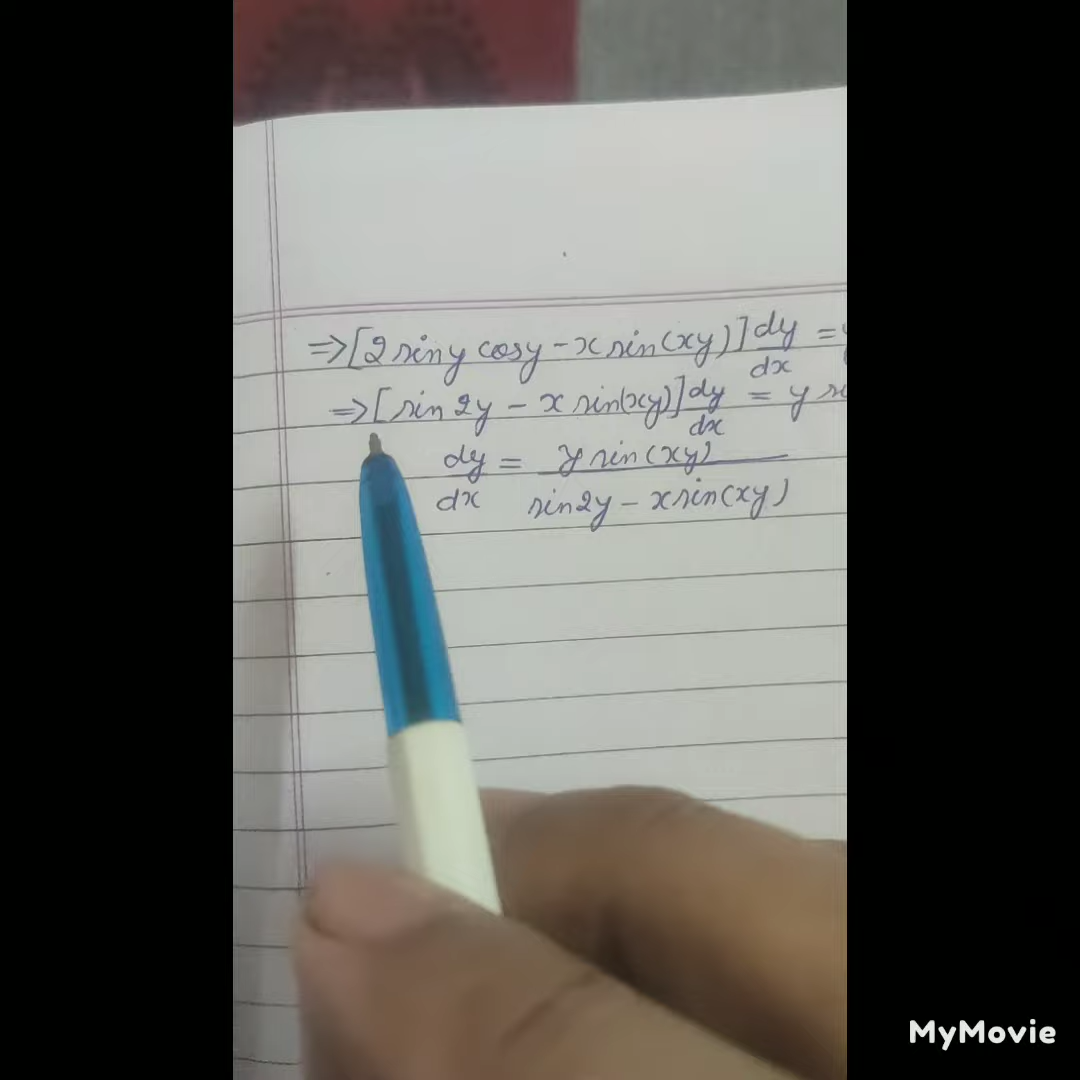 ⇒ [2 sin y cos y - x sin(xy)] dy/dx =
⇒ [sin 2y - x sin(xy)] dy/dx = y
dy/dx = y sin(xy) / sin2y - x sin(xy)
MyMovie